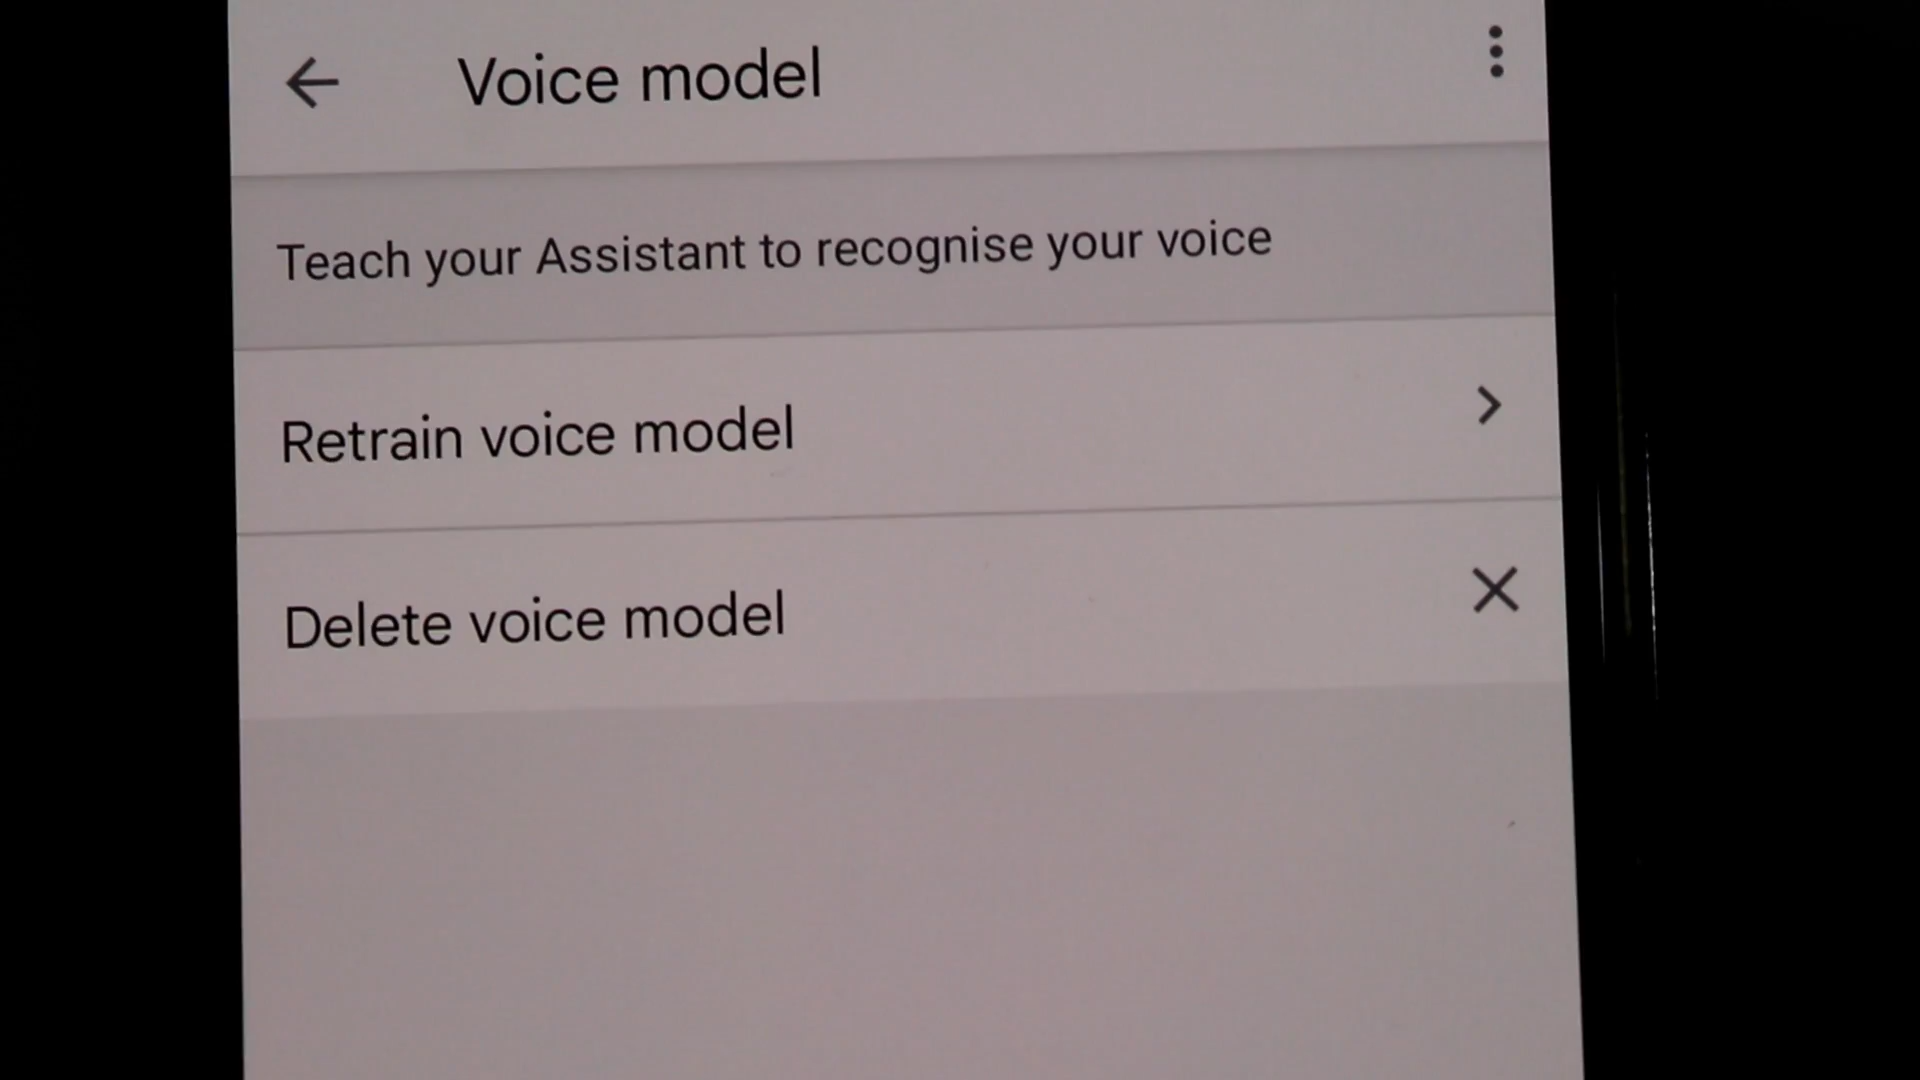 Voice model
Teach your Assistant to recognise your voice
Retrain voice model
Delete voice model